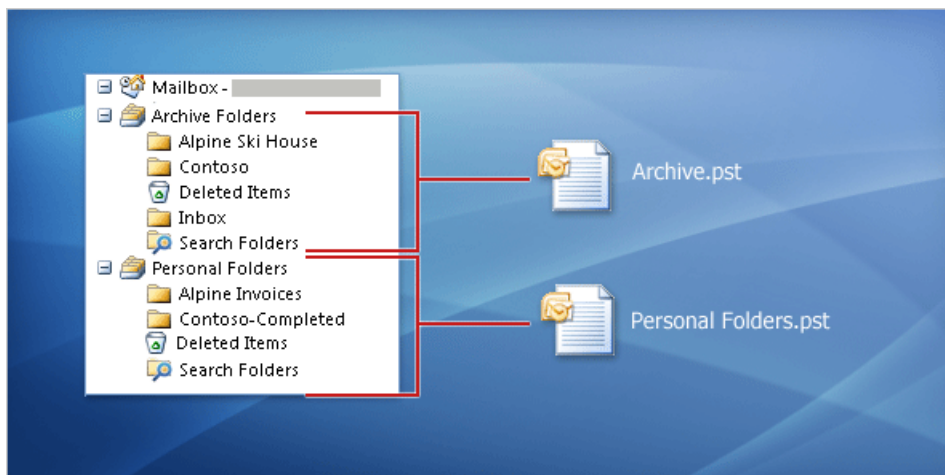 Mailbox -
Archive Folders
Alpine Ski House
Contoso
Deleted Items
Inbox
Search Folders
Personal Folders
Alpine Invoices
Contoso-Completed
Deleted Items
Search Folders
Archive.pst
Personal Folders.pst